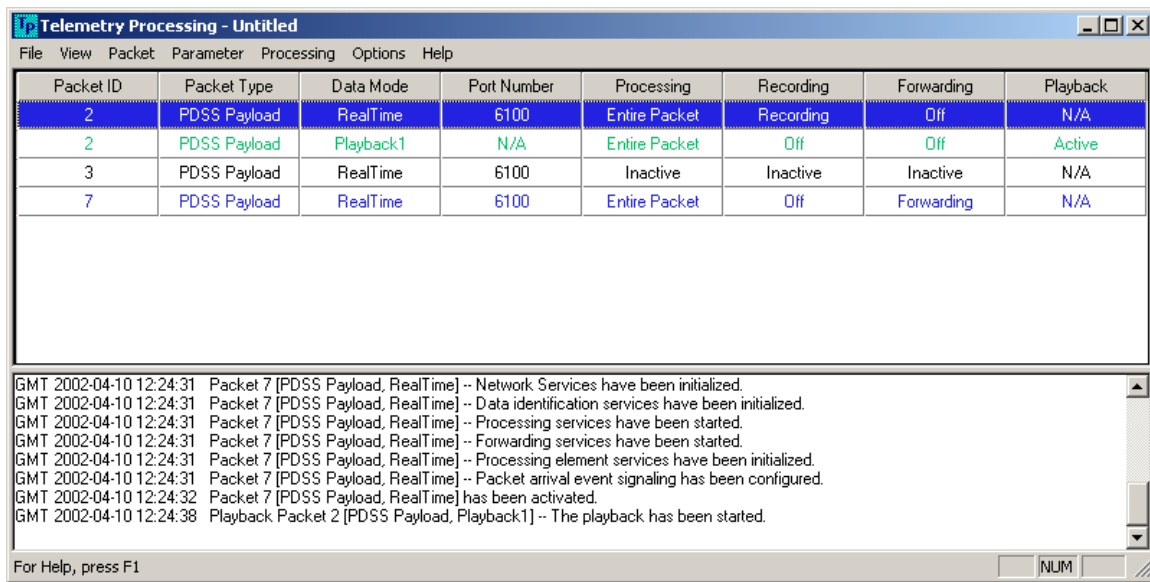 Tp Telemetry Processing - Untitled
File View Packet Parameter Processing Options Help
Packet ID Packet Type Data Mode Port Number Processing Recording Forwarding Playback
2 PDSS Payload RealTime 6100 Entire Packet Recording Off N/A
2 PDSS Payload Playback1 N/A Entire Packet Off Off Active
3 PDSS Payload RealTime 6100 Inactive Inactive Inactive N/A
7 PDSS Payload RealTime 6100 Entire Packet Off Forwarding N/A
GMT 2002-04-10 12:24:31 Packet 7 [PDSS Payload, RealTime] -- Network Services have been initialized.
GMT 2002-04-10 12:24:31 Packet 7 [PDSS Payload, RealTime] -- Data identification services have been initialized.
GMT 2002-04-10 12:24:31 Packet 7 [PDSS Payload, RealTime] -- Processing services have been started.
GMT 2002-04-10 12:24:31 Packet 7 [PDSS Payload, RealTime] -- Forwarding services have been started.
GMT 2002-04-10 12:24:31 Packet 7 [PDSS Payload, RealTime] -- Processing element services have been initialized.
GMT 2002-04-10 12:24:31 Packet 7 [PDSS Payload, RealTime] -- Packet arrival event signaling has been configured.
GMT 2002-04-10 12:24:32 Packet 7 [PDSS Payload, RealTime] has been activated.
GMT 2002-04-10 12:24:38 Playback Packet 2 [PDSS Payload, Playback1] -- The playback has been started.
For Help, press F1 NUM